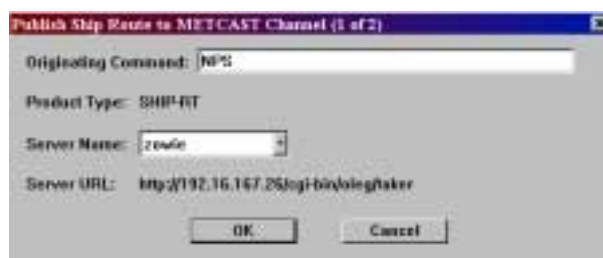 Publish Ship Route to METCAST Channel (1 of 2)
Originating Command: NPS
Product Type: SHIP-RT
Server Name: zowie
Server URL: http://192.16.167.26/cgi-bin/oleg/taker
OK Cancel